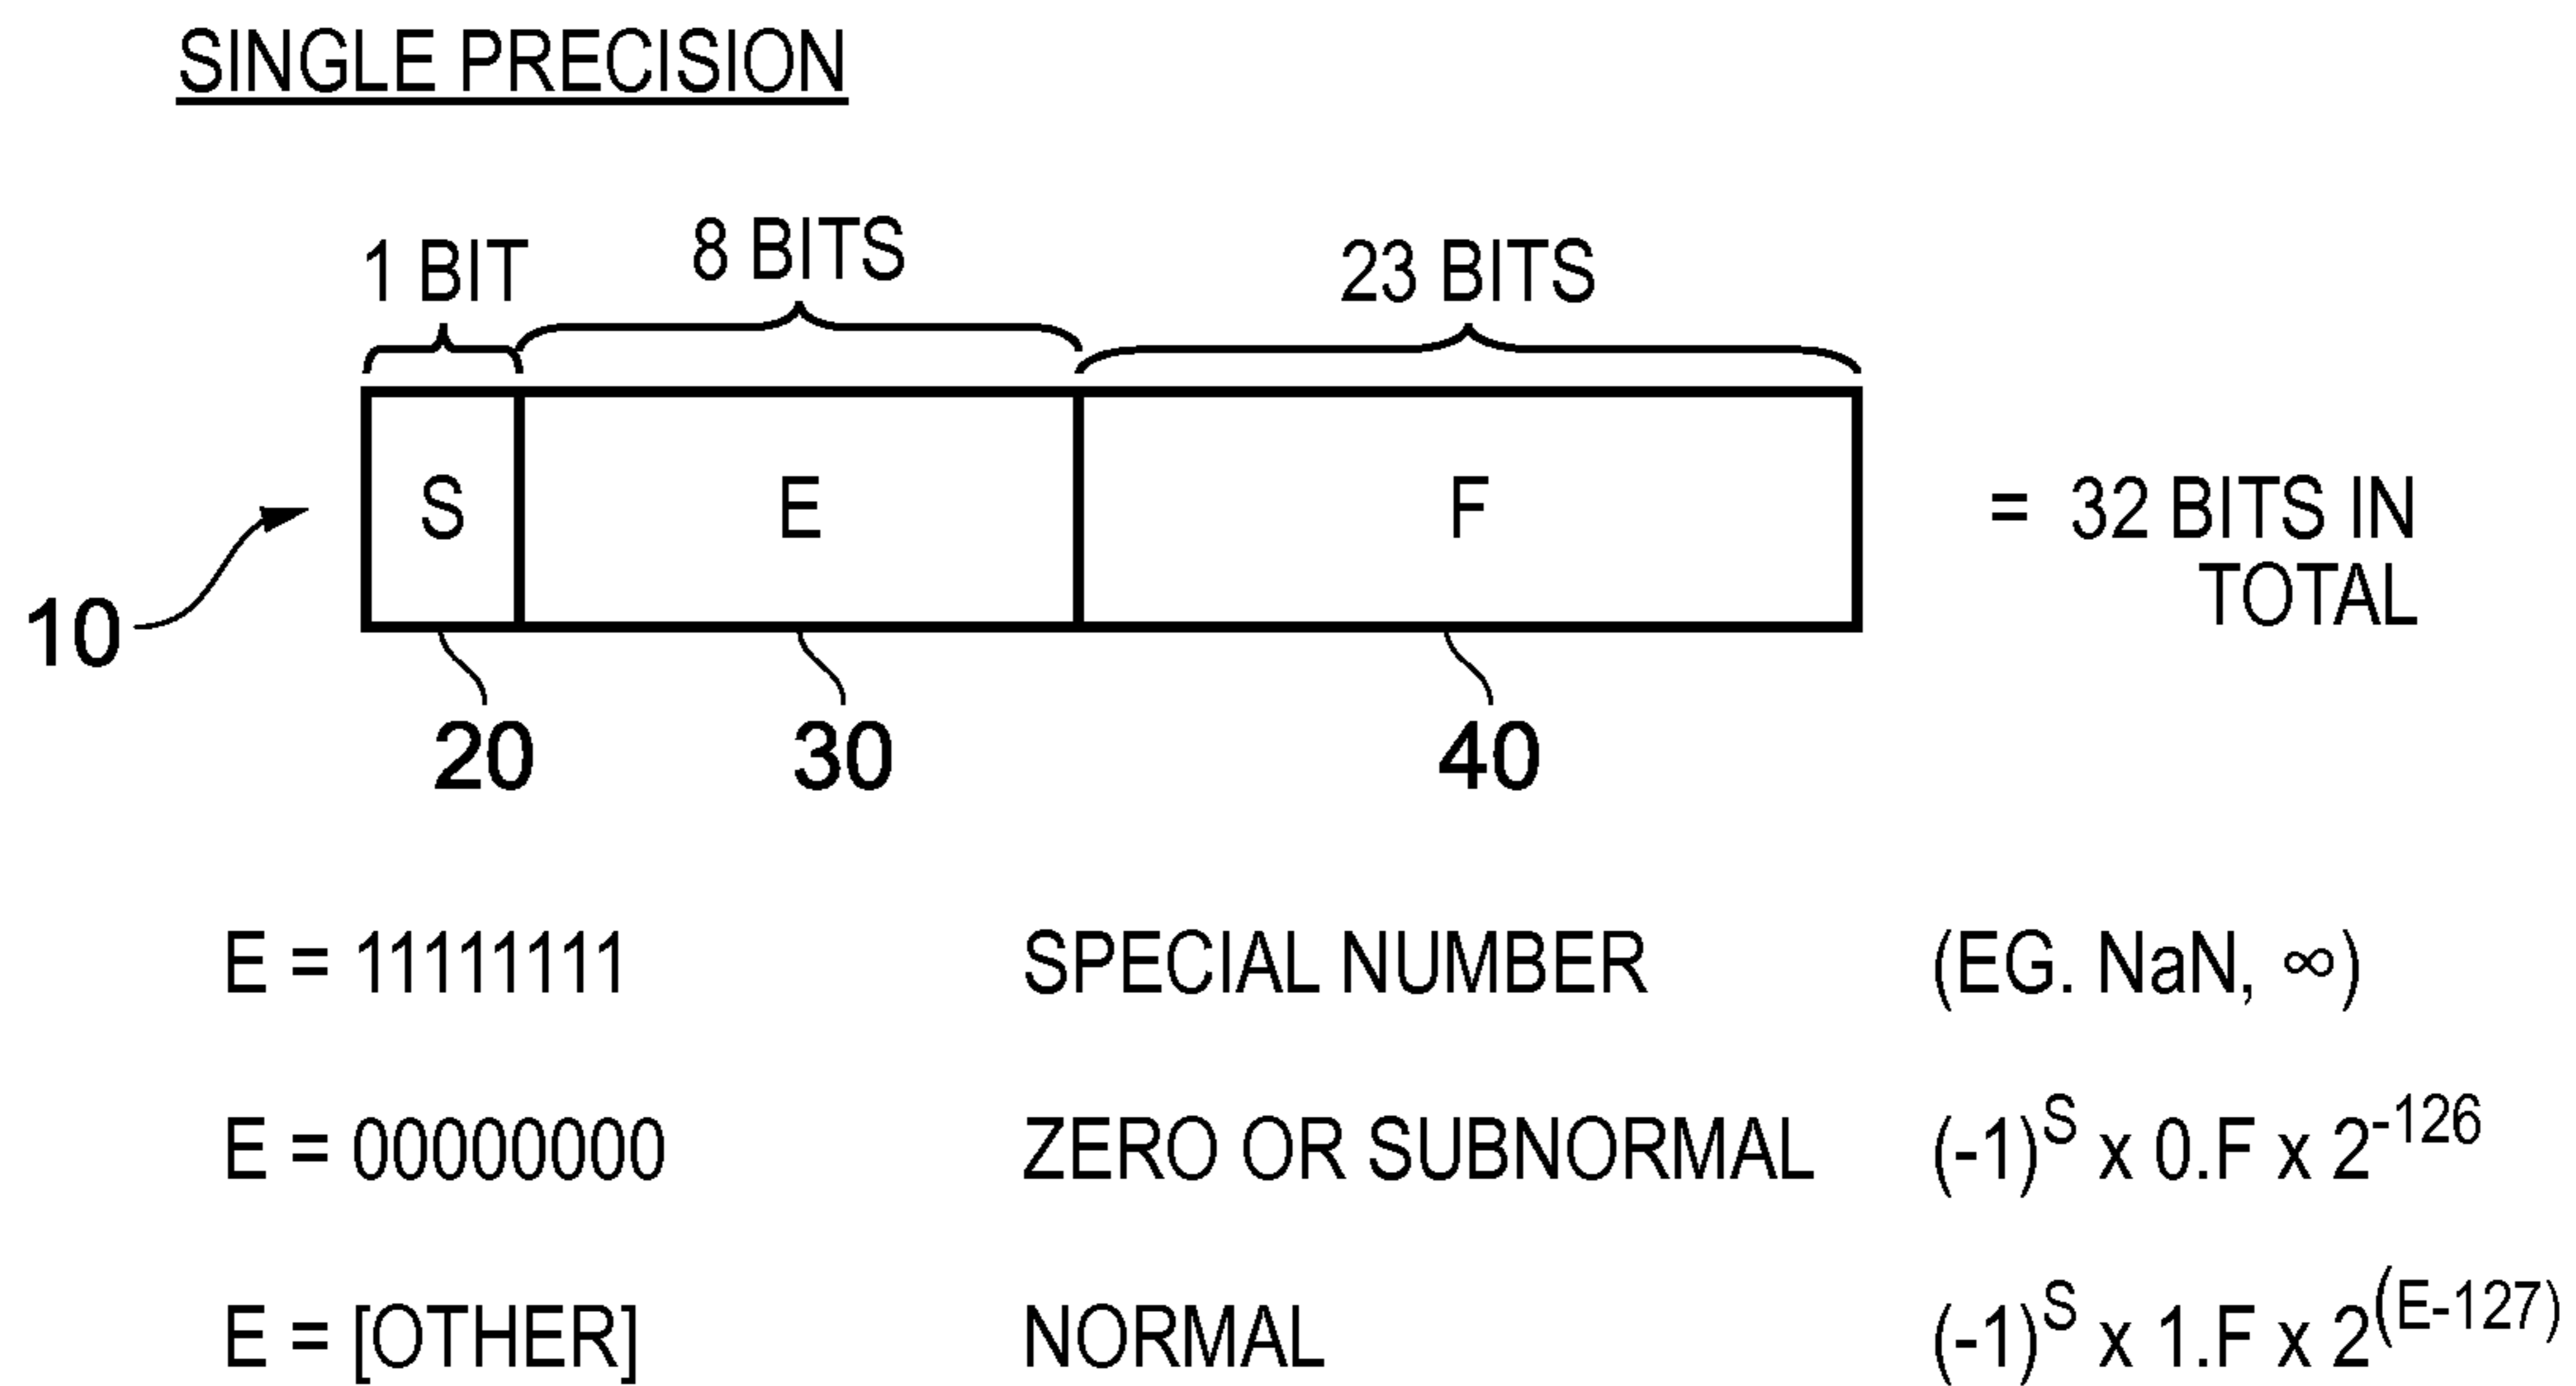 SINGLE PRECISION
1 BIT 8 BITS 23 BITS
S E F = 32 BITS IN
TOTAL
10
20 30 40
E = 11111111 SPECIAL NUMBER (EG. NaN, ∞)
E = 00000000 ZERO OR SUBNORMAL (-1)^S x 0.F x 2^-126
E = [OTHER] NORMAL (-1)^S x 1.F x 2^(E-127)